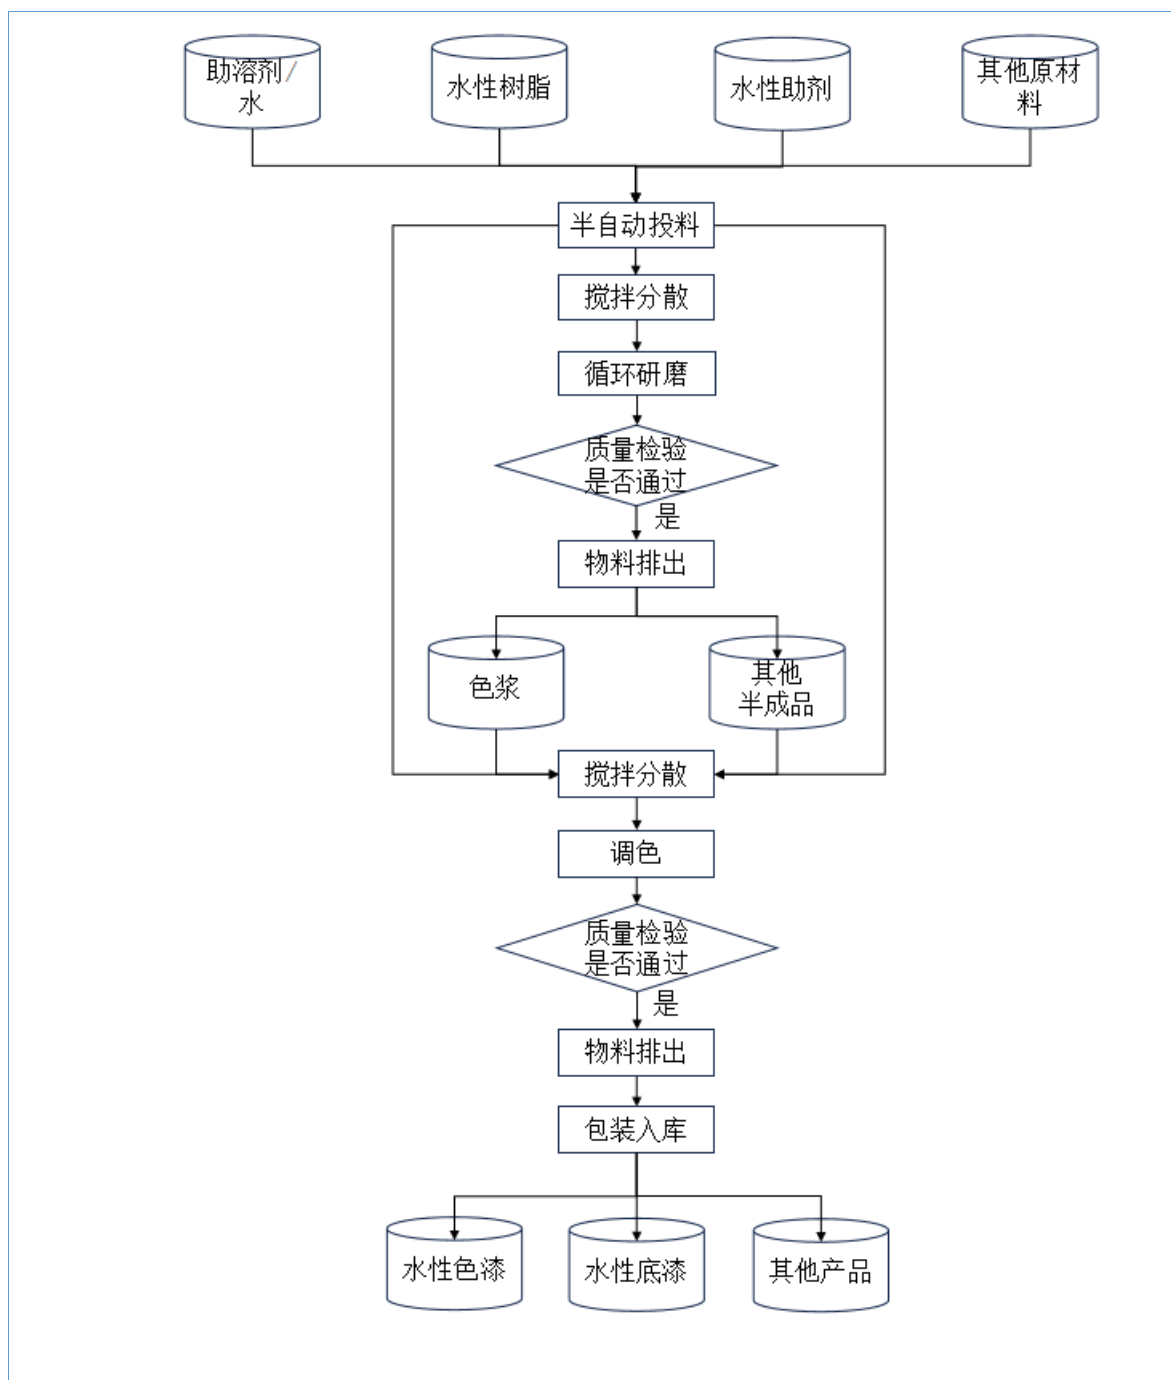 助溶剂/
水
水性树脂
水性助剂
其他原材
料
半自动投料
搅拌分散
循环研磨
质量检验
是否通过
是
物料排出
色浆
其他
半成品
搅拌分散
调色
质量检验
是否通过
是
物料排出
包装入库
水性色漆
水性底漆
其他产品